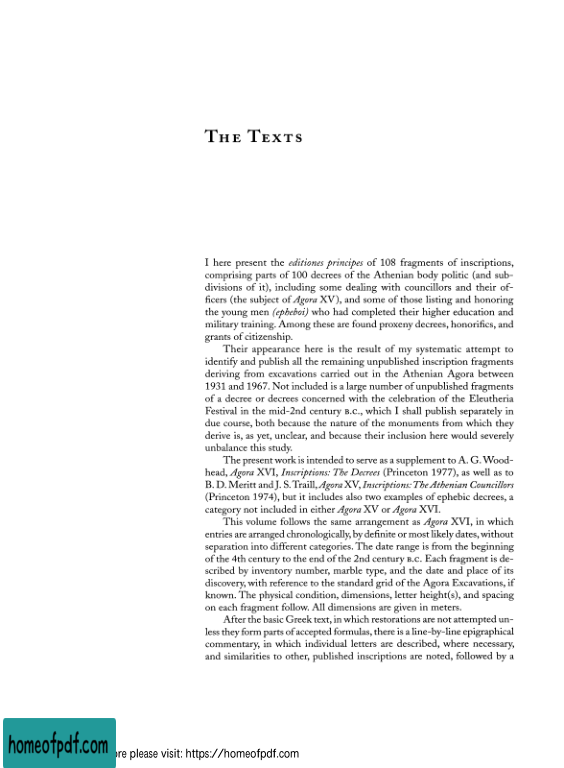 THE TEXTS
I here present the editiones principes of 108 fragments of inscriptions,
comprising parts of 100 decrees of the Athenian body politic (and sub-
divisions of it), including some dealing with councillors and their of-
ficers (the subject of Agora XV), and some of those listing and honoring
the young men (epheboi) who had completed their higher education and
military training. Among these are found proxeny decrees, honorifics, and
grants of citizenship.
Their appearance here is the result of my systematic attempt to
identify and publish all the remaining unpublished inscription fragments
deriving from excavations carried out in the Athenian Agora between
1931 and 1967. Not included is a large number of unpublished fragments
of a decree or decrees concerned with the celebration of the Eleutheria
Festival in the mid-2nd century B.C., which I shall publish separately in
due course, both because the nature of the monuments from which they
derive is, as yet, unclear, and because their inclusion here would severely
unbalance this study.
The present work is intended to serve as a supplement to A. G. Wood-
head, Agora XVI, Inscriptions: The Decrees (Princeton 1977), as well as to
B. D. Meritt and J. S. Traill, Agora XV, Inscriptions: The Athenian Councillors
(Princeton 1974), but it includes also two examples of ephebic decrees, a
category not included in either Agora XV or Agora XVI.
This volume follows the same arrangement as Agora XVI, in which
entries are arranged chronologically, by definite or most likely dates, without
separation into different categories. The date range is from the beginning
of the 4th century to the end of the 2nd century B.C. Each fragment is de-
scribed by inventory number, marble type, and the date and place of its
discovery, with reference to the standard grid of the Agora Excavations, if
known. The physical condition, dimensions, letter height(s), and spacing
on each fragment follow. All dimensions are given in meters.
After the basic Greek text, in which restorations are not attempted un-
less they form parts of accepted formulas, there is a line-by-line epigraphical
commentary, in which individual letters are described, where necessary,
and similarities to other, published inscriptions are noted, followed by a
homeofpdf.com
ore please visit: https://homeofpdf.com